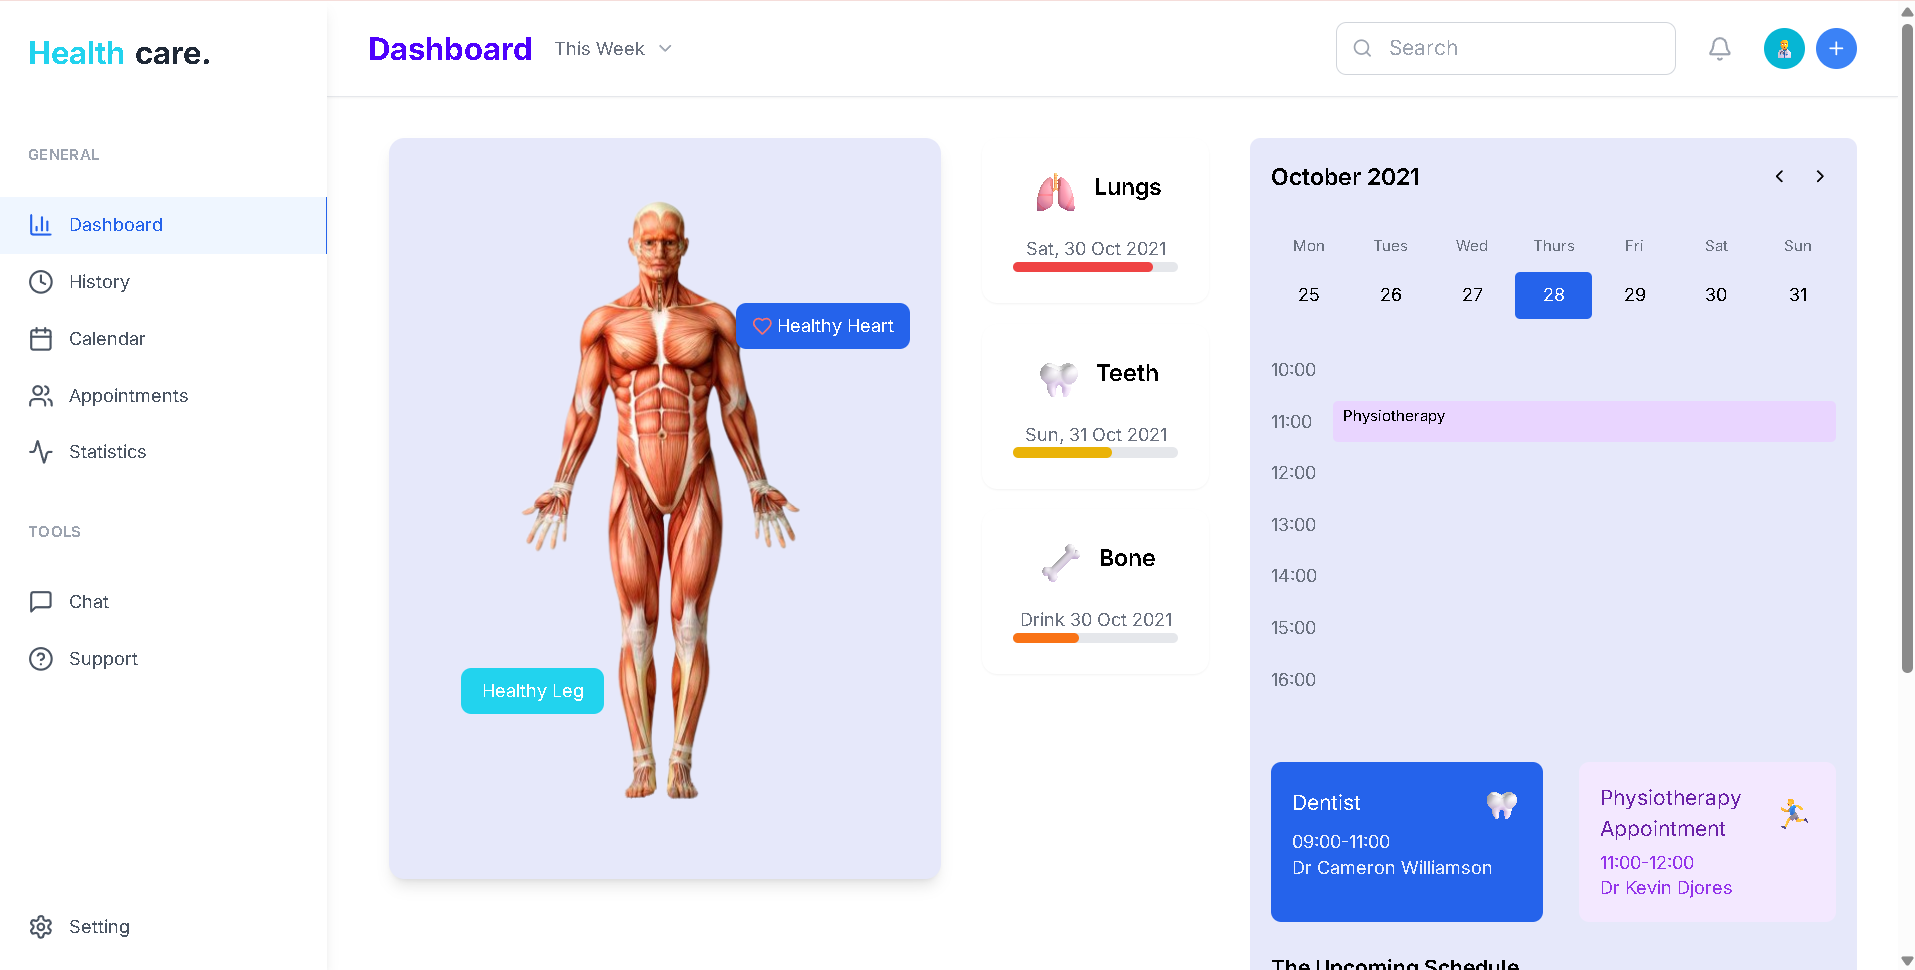 Health care.
GENERAL
Dashboard
History
Calendar
Appointments
Statistics
TOOLS
Chat
Support
Setting
Dashboard
This Week
Search
Healthy Heart
Healthy Leg
Lungs
Sat, 30 Oct 2021
Teeth
Sun, 31 Oct 2021
Bone
Drink 30 Oct 2021
October 2021
Mon Tues Wed Thurs Fri Sat Sun
25 26 27 28 29 30 31
10:00
11:00 Physiotherapy
12:00
13:00
14:00
15:00
16:00
Dentist
09:00-11:00
Dr Cameron Williamson
Physiotherapy
Appointment
11:00-12:00
Dr Kevin Djores
The Upcoming Schedule